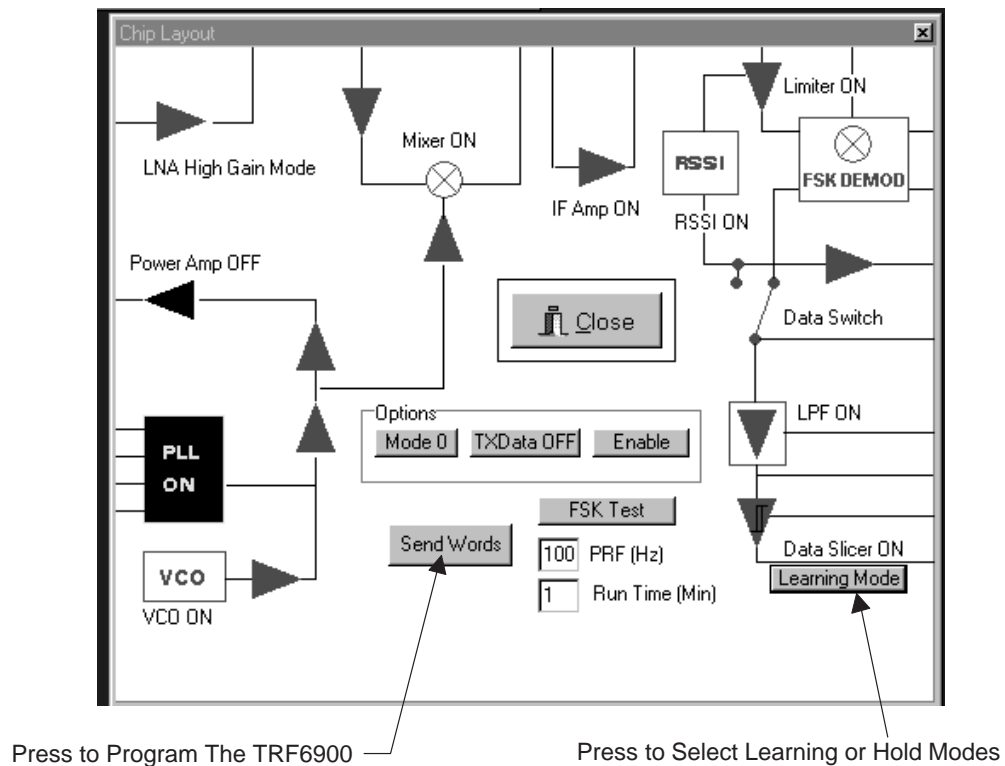 Chip Layout
Limiter ON
Mixer ON
LNA High Gain Mode
RSSI
FSK DEMOD
IF Amp ON
RSSI ON
Power Amp OFF
Close
Data Switch
Options
Mode 0
TXData OFF
Enable
LPF ON
PLL
ON
FSK Test
Send Words
100 PRF (Hz)
Data Slicer ON
VCO
Learning Mode
1 Run Time (Min)
VCO ON
Press to Program The TRF6900
Press to Select Learning or Hold Modes